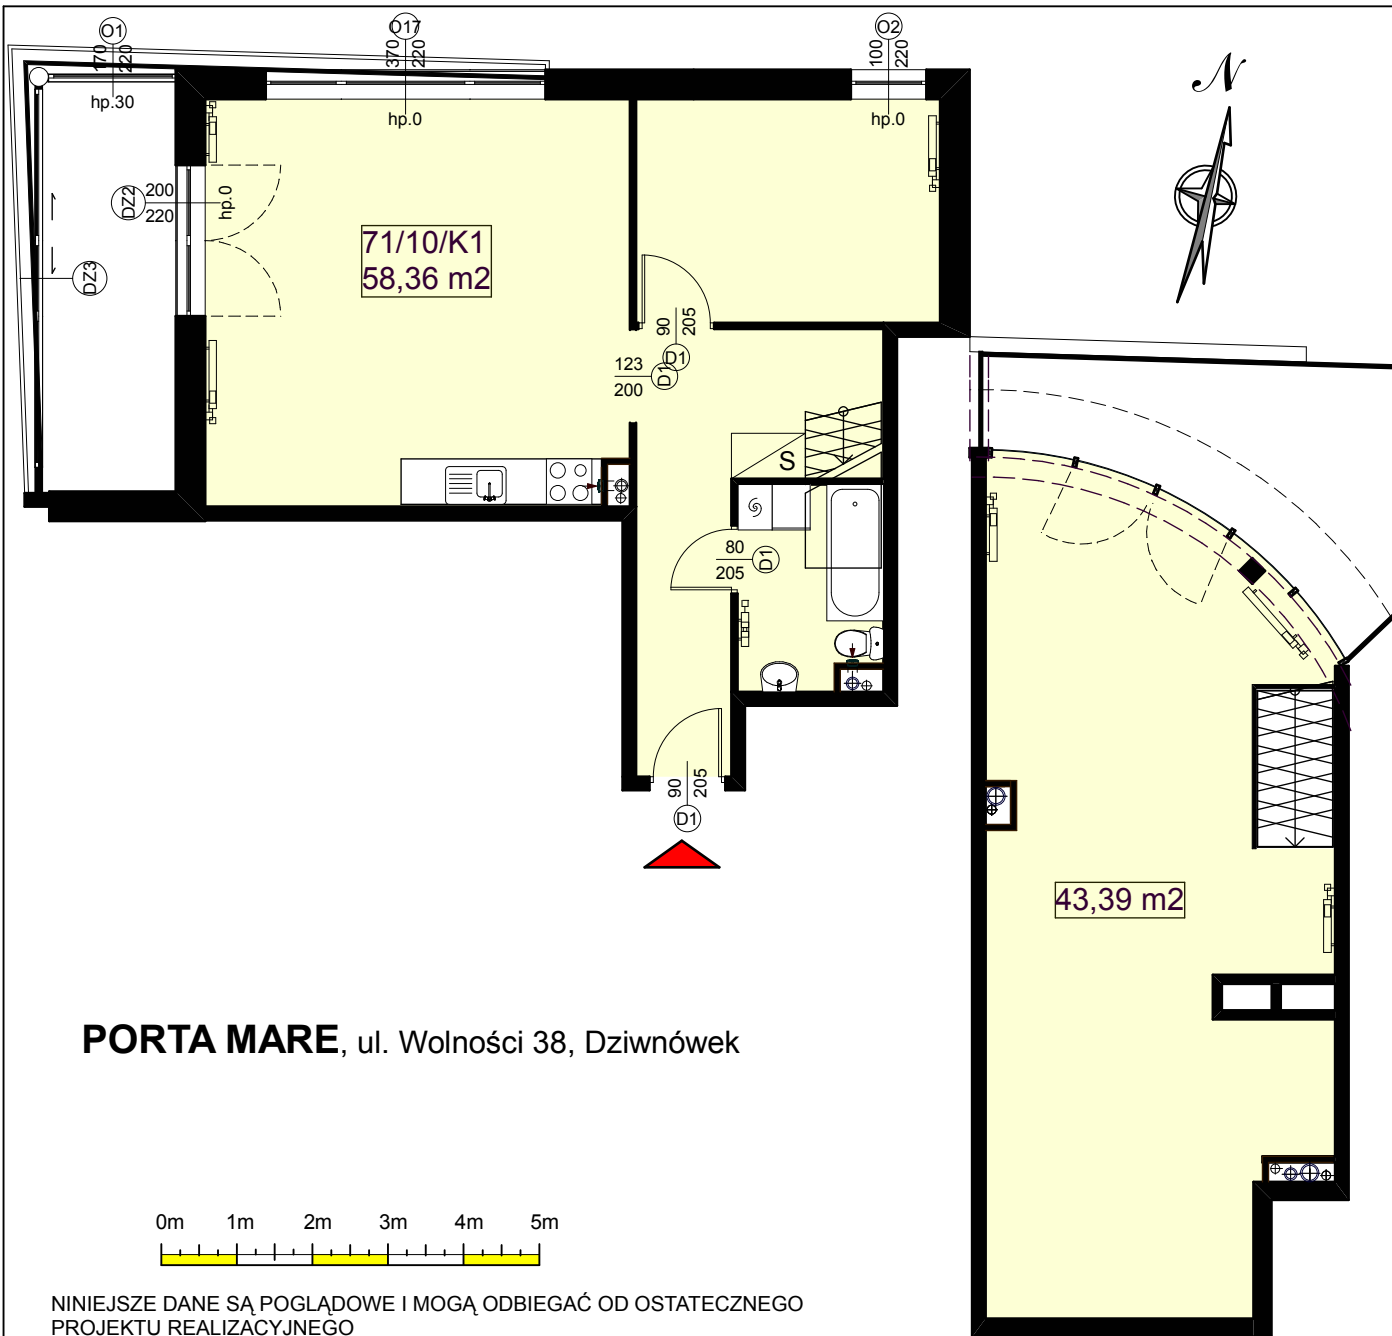 O1
170
220
hp.30
O17
370
220
hp.0
O2
100
220
hp.0
N
DZ2
200
220
hp.0
DZ3
71/10/K1
58,36 m2
90
205
D1
123
200
D1
S
80
205
D1
90
205
D1
43,39 m2
PORTA MARE, ul. Wolności 38, Dziwnówek
0m 1m 2m 3m 4m 5m
NINIEJSZE DANE SĄ POGLĄDOWE I MOGĄ ODBIEGAĆ OD OSTATECZNEGO
PROJEKTU REALIZACYJNEGO